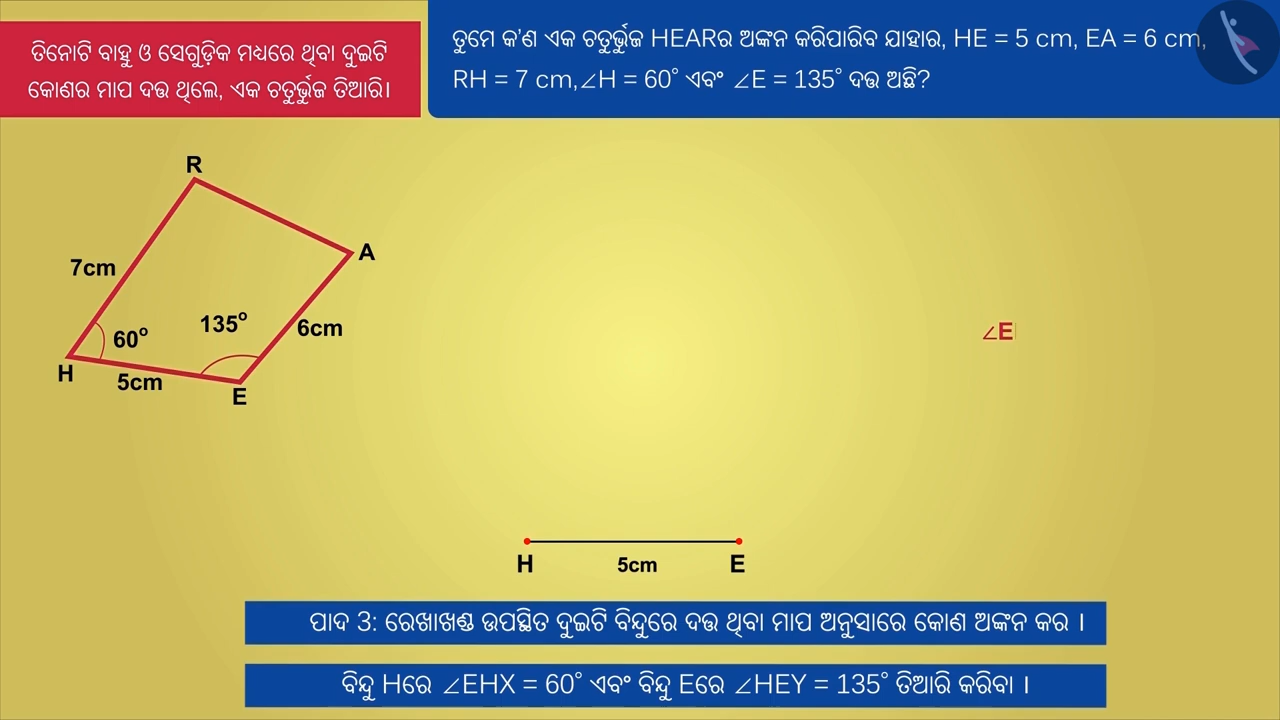 ତିନୋଟି ବାହୁ ଓ ସେଗୁଡ଼ିକ ମଧ୍ୟରେ ଥିବା ଦୁଇଟି
କୋଣର ମାପ ଦତ୍ତ ଥିଲେ, ଏକ ଚତୁର୍ଭୁଜ ତିଆରି।
ତୁମେ କ'ଣ ଏକ ଚତୁର୍ଭୁଜ HEARର ଅଙ୍କନ କରିପାରିବ ଯାହାର, HE = 5 cm, EA = 6 cm,
RH = 7 cm,∠H = 60° ଏବଂ ∠E = 135° ଦତ୍ତ ଅଛି?
R
A
7cm
135°
6cm
60°
H
5cm
E
∠E
H
5cm
E
ପାଦ 3: ରେଖାଖଣ୍ଡ ଉପସ୍ଥିତ ଦୁଇଟି ବିନ୍ଦୁରେ ଦତ୍ତ ଥିବା ମାପ ଅନୁସାରେ କୋଣ ଅଙ୍କନ କର ।
ବିନ୍ଦୁ Hରେ ∠EHX = 60° ଏବଂ ବିନ୍ଦୁ Eରେ ∠HEY = 135° ତିଆରି କରିବା ।